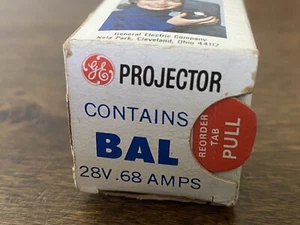 General Electric Company
Nela Park, Cleveland, Ohio 44112
GE PROJECTOR
CONTAINS
BAL
28V .68 AMPS
REORDER
TAB
PULL